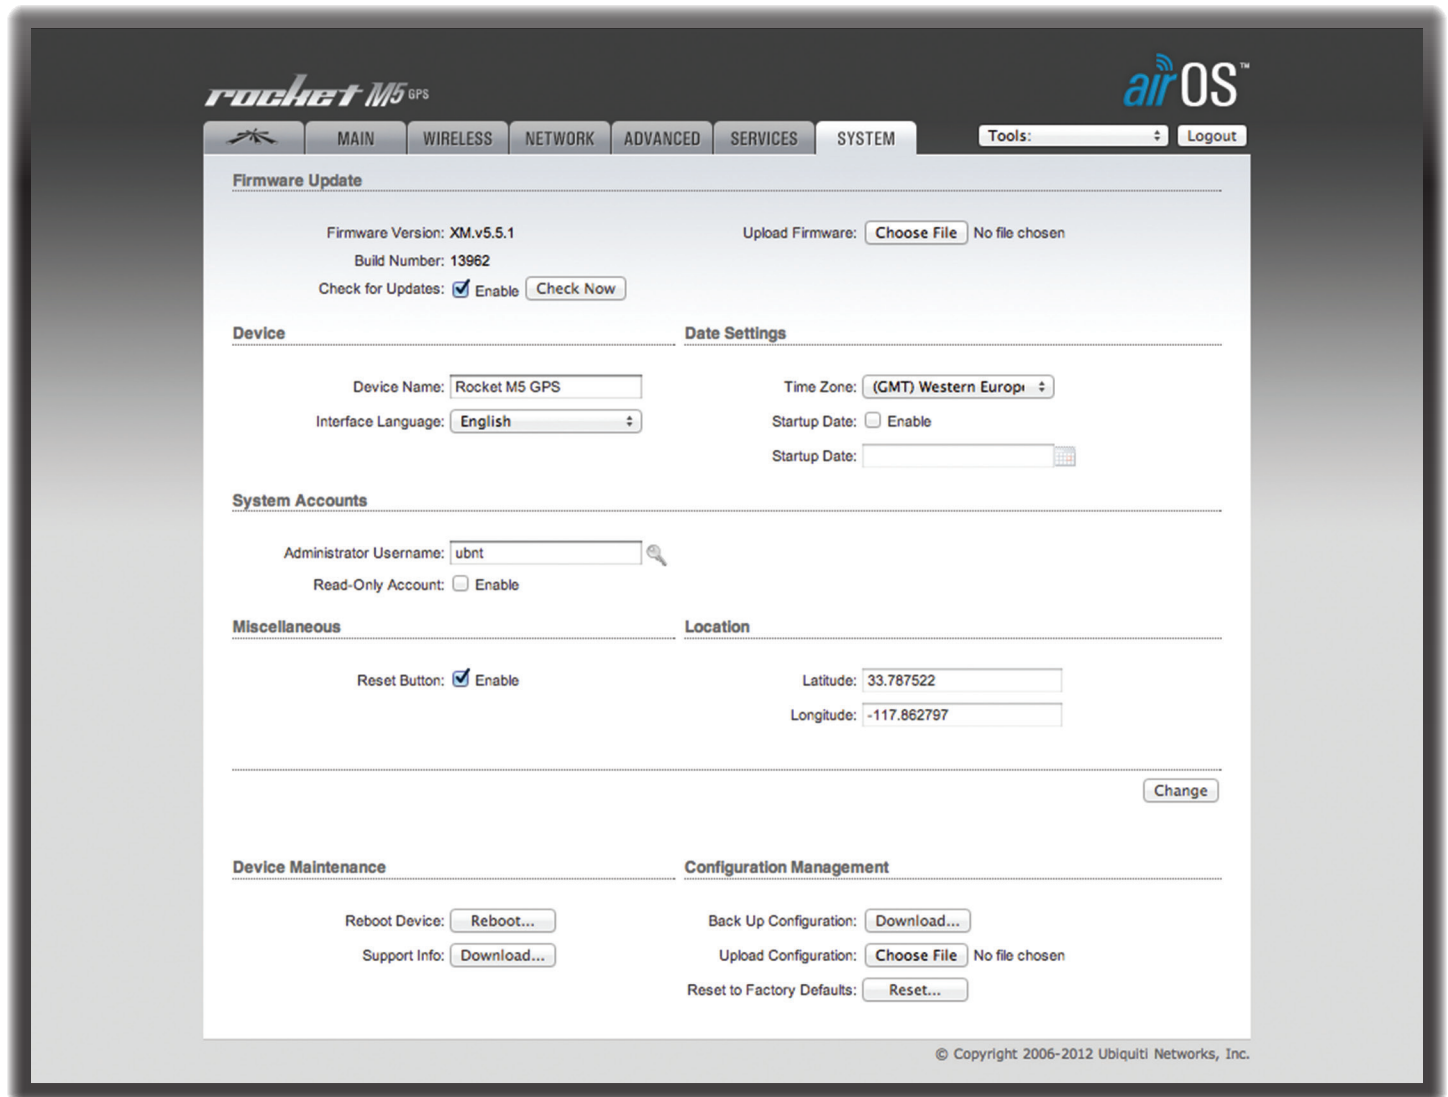 rocket M5 GPS
airOS™
MAIN
WIRELESS
NETWORK
ADVANCED
SERVICES
SYSTEM
Tools:
Logout
Firmware Update
Firmware Version: XM.v5.5.1
Upload Firmware: Choose File No file chosen
Build Number: 13962
Check for Updates: Enable Check Now
Device
Date Settings
Device Name: Rocket M5 GPS
Time Zone: (GMT) Western Europ
Interface Language: English
Startup Date: Enable
Startup Date:
System Accounts
Administrator Username: ubnt
Read-Only Account: Enable
Miscellaneous
Location
Reset Button: Enable
Latitude: 33.787522
Longitude: -117.862797
Change
Device Maintenance
Configuration Management
Reboot Device: Reboot...
Back Up Configuration: Download...
Support Info: Download...
Upload Configuration: Choose File No file chosen
Reset to Factory Defaults: Reset...
© Copyright 2006-2012 Ubiquiti Networks, Inc.